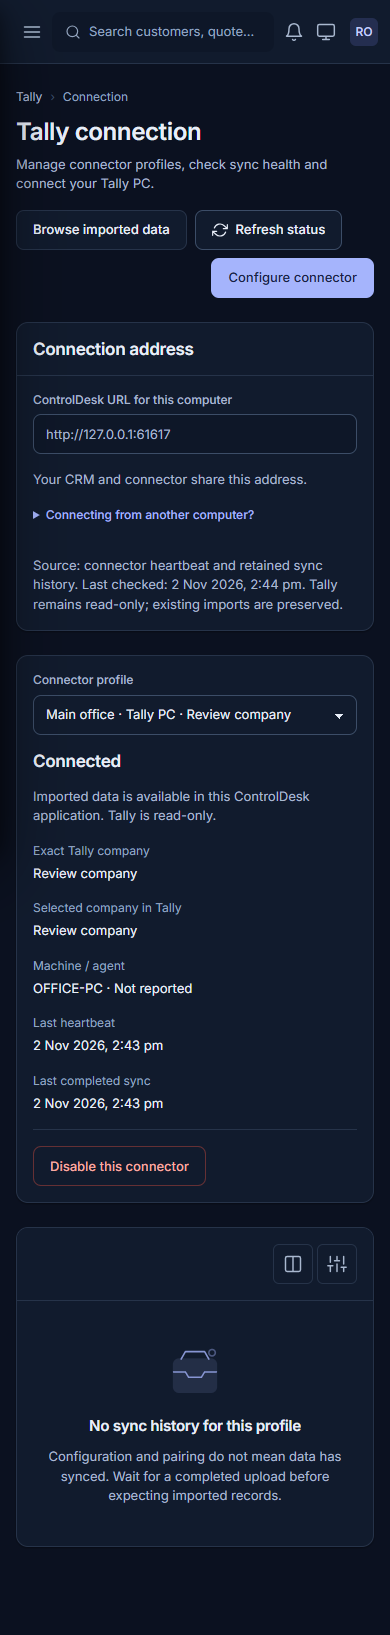 Search customers, quote...
RO
Tally › Connection
Tally connection
Manage connector profiles, check sync health and
connect your Tally PC.
Browse imported data
Refresh status
Configure connector
Connection address
ControlDesk URL for this computer
http://127.0.0.1:61617
Your CRM and connector share this address.
Connecting from another computer?
Source: connector heartbeat and retained sync
history. Last checked: 2 Nov 2026, 2:44 pm. Tally
remains read-only; existing imports are preserved.
Connector profile
Main office · Tally PC · Review company
Connected
Imported data is available in this ControlDesk
application. Tally is read-only.
Exact Tally company
Review company
Selected company in Tally
Review company
Machine / agent
OFFICE-PC · Not reported
Last heartbeat
2 Nov 2026, 2:43 pm
Last completed sync
2 Nov 2026, 2:43 pm
Disable this connector
No sync history for this profile
Configuration and pairing do not mean data has
synced. Wait for a completed upload before
expecting imported records.